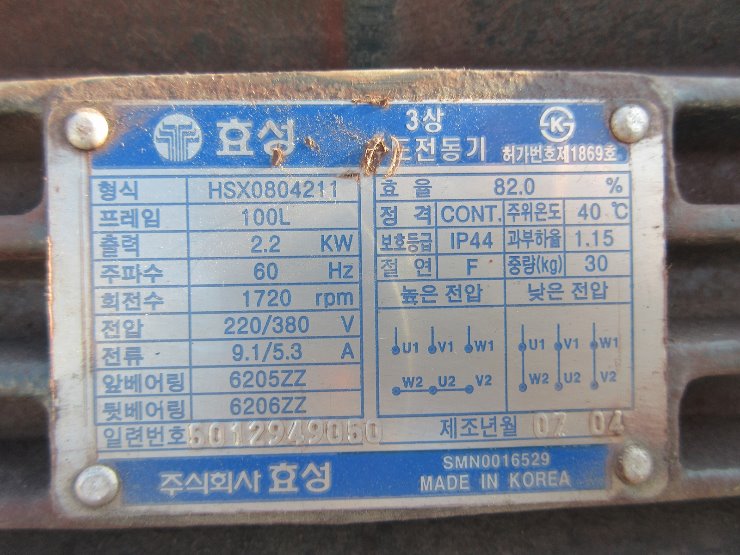 효성 3상
도전동기 허가번호제1869호
형식 HSX0804211
프레임 100L
출력 2.2 KW
주파수 60 Hz
회전수 1720 rpm
전압 220/380 V
전류 9.1/5.3 A
앞베어링 6205ZZ
뒷베어링 6206ZZ
일련번호 5012949050
효율 82.0 %
정격 CONT. 주위온도 40 ℃
보호등급 IP44 과부하율 1.15
절연 F 중량(kg) 30
높은 전압 낮은 전압
U1 V1 W1 U1 V1 W1
W2 U2 V2 W2 U2 V2
제조년월 07 04
주식회사 효성
SMN0016529
MADE IN KOREA